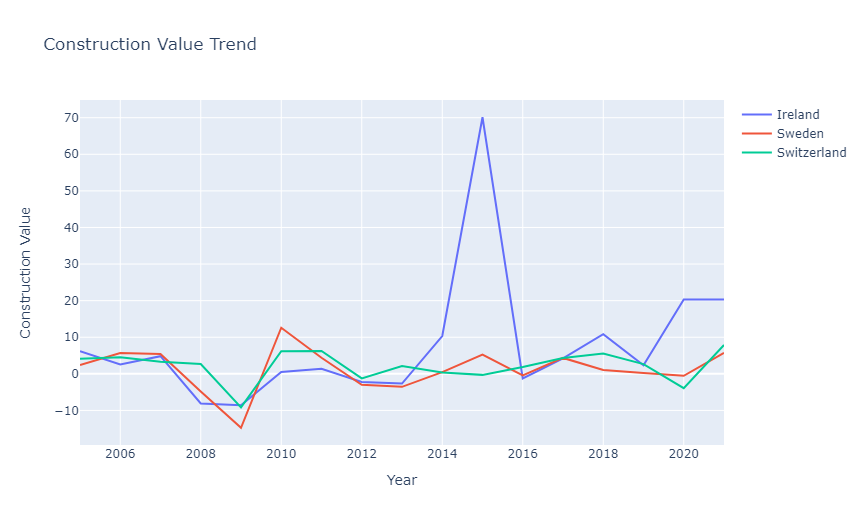 Construction Value Trend
Ireland
Sweden
Switzerland
Construction Value
70
60
50
40
30
20
10
0
−10
2006 2008 2010 2012 2014 2016 2018 2020
Year